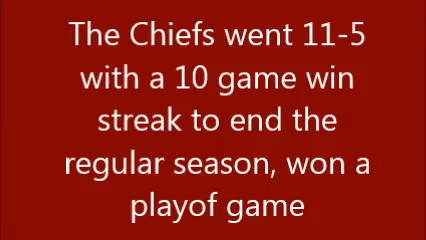 The Chiefs went 11-5
with a 10 game win
streak to end the
regular season, won a
playof game